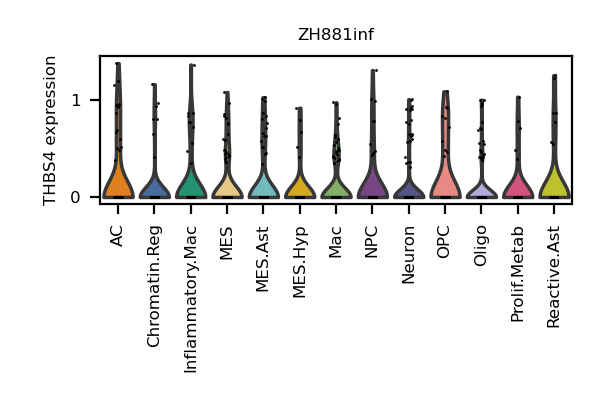 ZH881inf
THBS4 expression
1
0
AC
Chromatin.Reg
Inflammatory.Mac
MES
MES.Ast
MES.Hyp
Mac
NPC
Neuron
OPC
Oligo
Prolif.Metab
Reactive.Ast